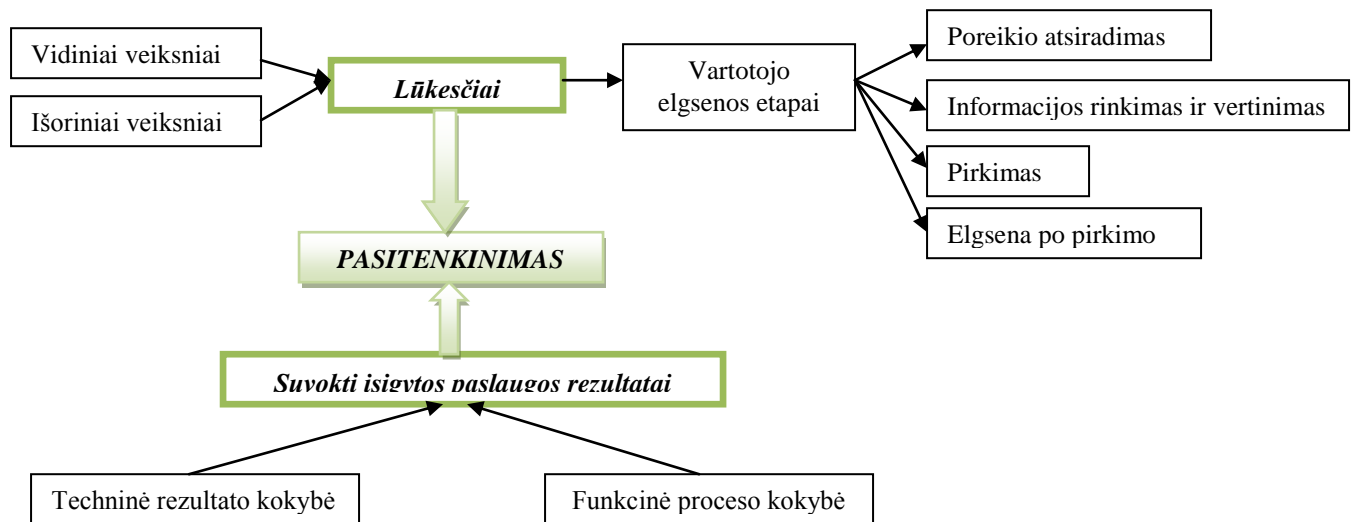 Vidiniai veiksniai
Išoriniai veiksniai
Lūkesčiai
Vartotojo
elgsenos etapai
Poreikio atsiradimas
Informacijos rinkimas ir vertinimas
Pirkimas
Elgsena po pirkimo
PASITENKINIMAS
Suvokti įsigytos paslaugos rezultatai
Techninė rezultato kokybė
Funkcinė proceso kokybė